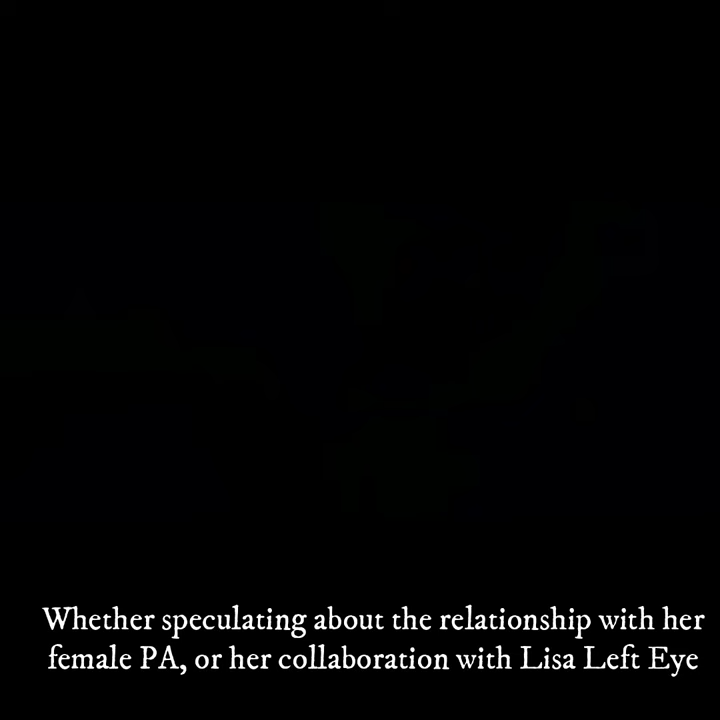 Whether speculating about the relationship with her
female PA, or her collaboration with Lisa Left Eye